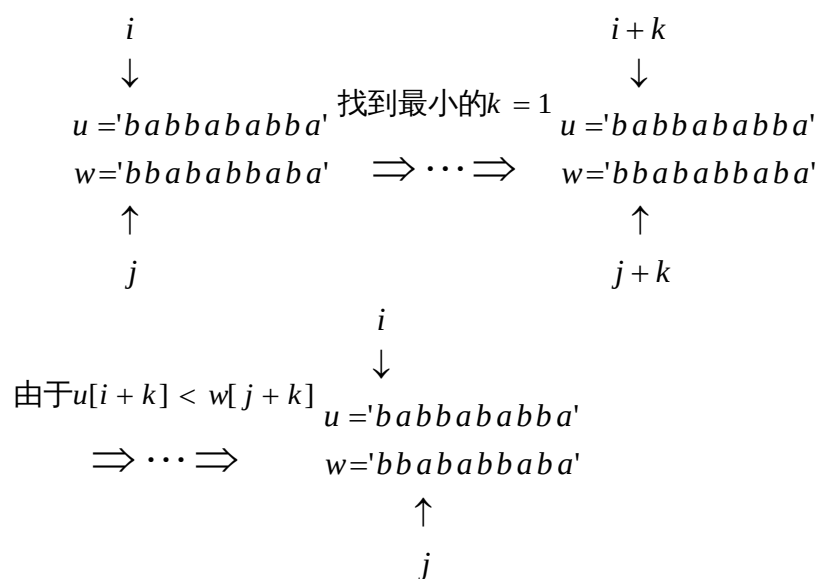 i
↓
u ='babbababba'
w='bbababbaba'
↑
j
找到最小的k = 1
⇒ ··· ⇒
i + k
↓
u ='babbababba'
w='bbababbaba'
↑
j + k
由于u[i + k] < w[j + k]
⇒ ··· ⇒
i
↓
u ='babbababba'
w='bbababbaba'
↑
j